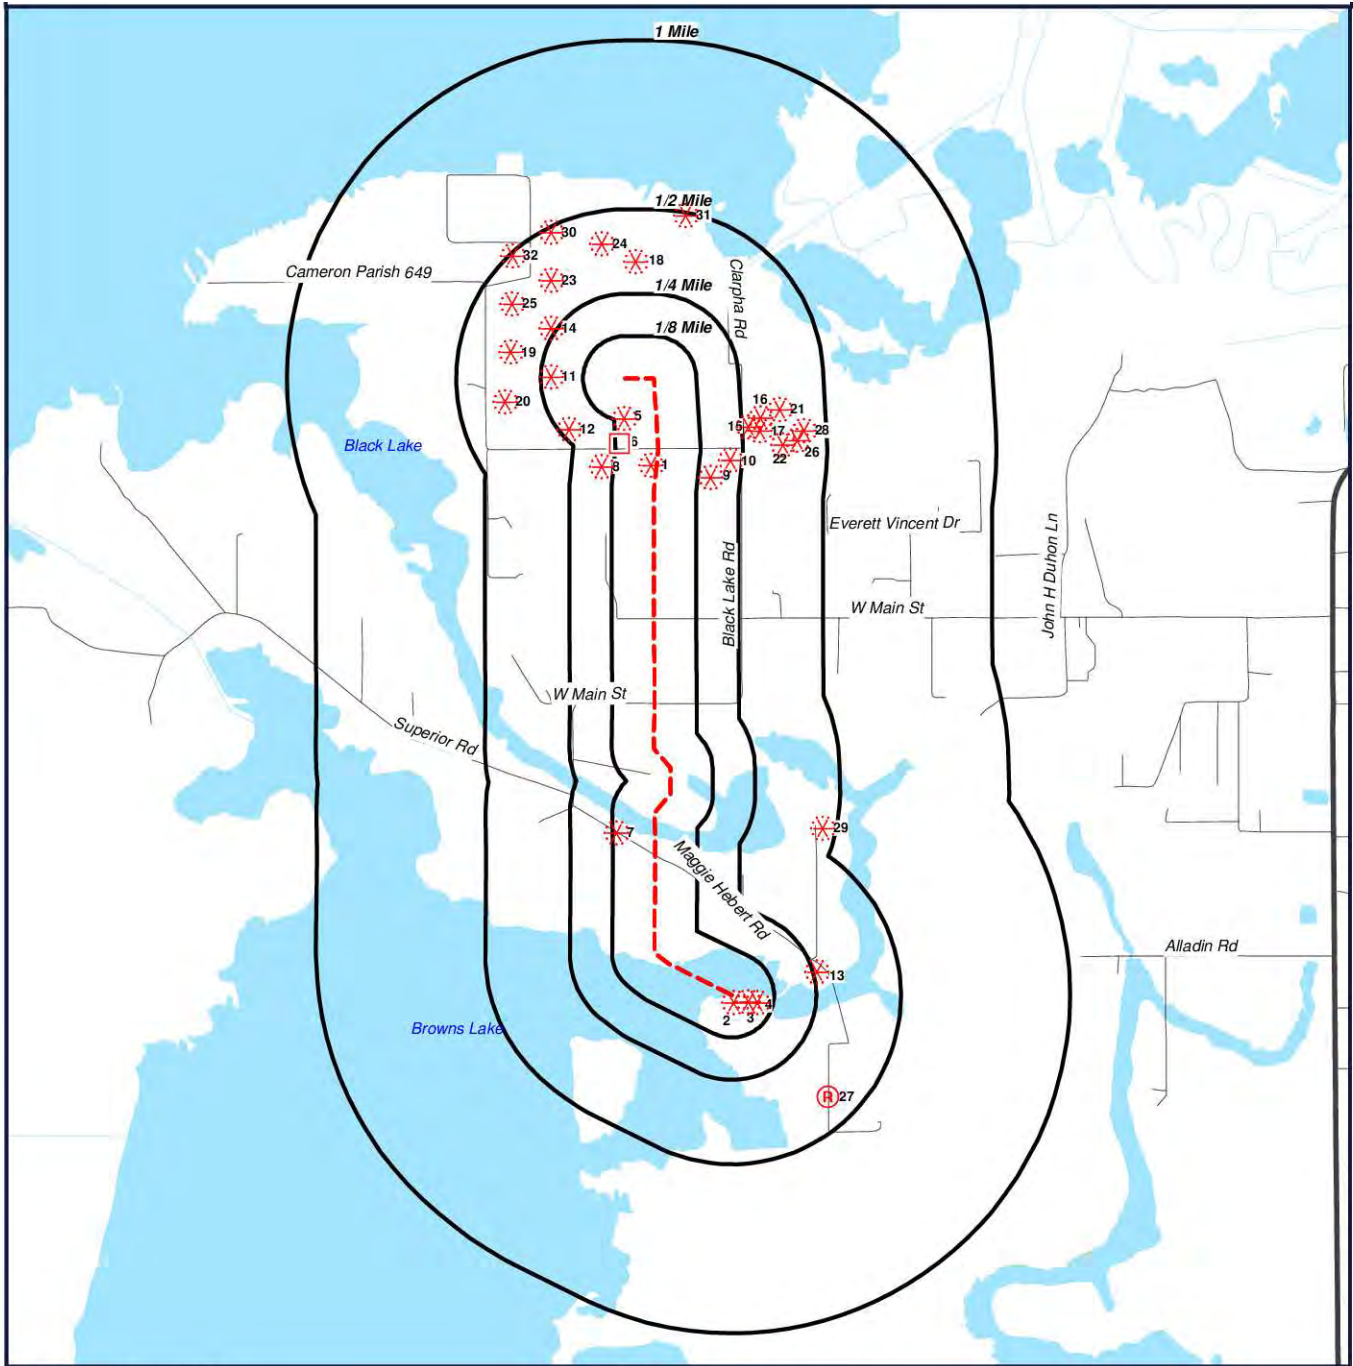 1 Mile
1/2 Mile
31
30
24
32
18
Cameron Parish 649
23
1/4 Mile
25
Clarpha Rd
14
1/8 Mile
19
11
20
16
21
5
12
15
17
28
L
6
Black Lake
22
26
8
1
10
9
Everett Vincent Dr
John H Duhon Ln
Black Lake Rd
W Main St
W Main St
Superior Rd
7
29
Maggie Hebert Rd
Alladin Rd
13
2
3
4
Browns Lake
R
27